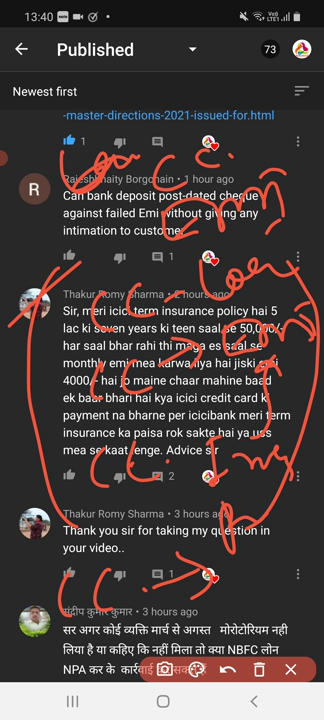 13:40
Published
73
Newest first
-master-directions-2021-issued-for.html
1
C C.
R
Rajeshbhaity Borgohain • 1 hour ago
Can bank deposit post-dated cheque
against failed Emi without giving any
intimation to customer
1
Thakur Romy Sharma • 2 hours ago
Sir, meri icici term insurance policy hai 5
lac ki seven years ki teen saal se 50,000/-
har saal bhar rahi thi maga es saal se
monthly emi mea karwa liya hai jiski emi
4000/- hai jo maine chaar mahine baad
ek baar bhari hai kya icici credit card ki
payment na bharne per icicibank meri term
insurance ka paisa rok sakte hai ya uss
mea se kaat lenge. Advice sir
2
Thakur Romy Sharma • 3 hours ago
Thank you sir for taking my question in
your video..
1
संदीप कुमार कुमार • 3 hours ago
सर अगर कोई व्यक्ति मार्च से अगस्त मोरोटोरियम नही
लिया है या कहिए कि नहीं मिला तो क्या NBFC लोन
NPA कर के